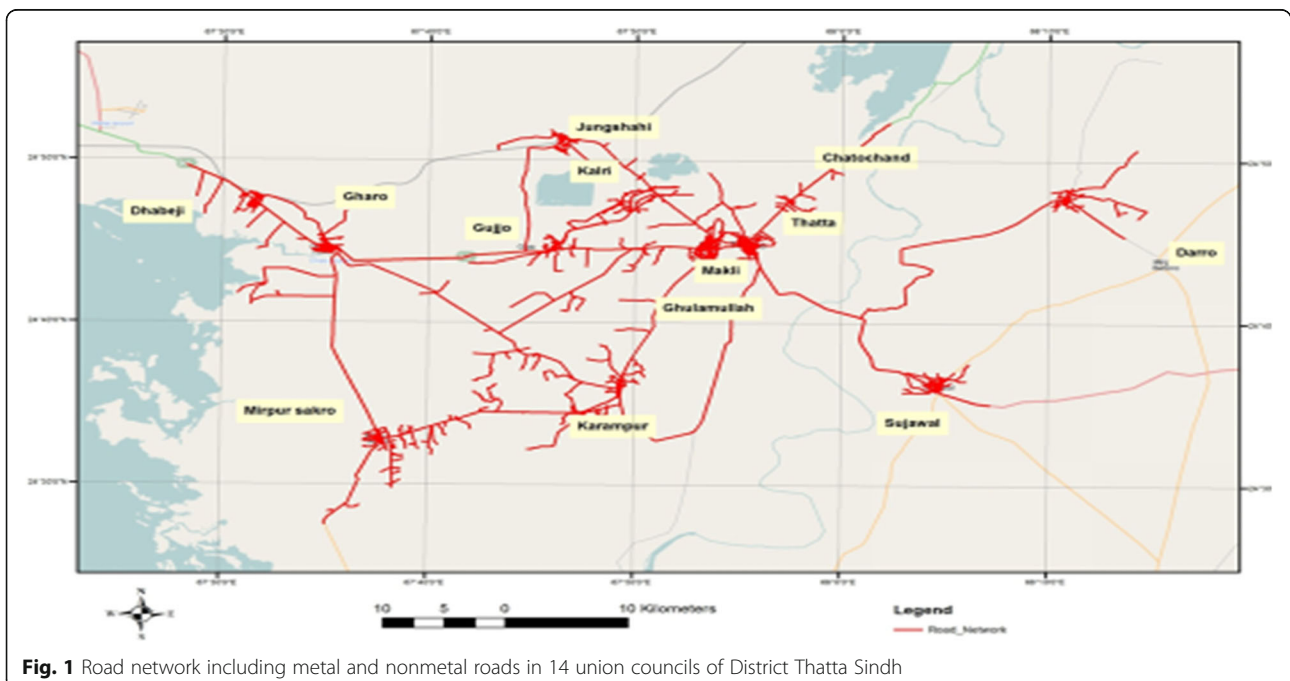 Jungshahi
Kalri
Chatochand
Dhabeji
Gharo
Gujjo
Thatta
Darro
Makli
Ghulamullah
Mirpur sakro
Karampur
Sujawal
N
W
E
S
10 5 0 10 Kilometers
Legend
Road_Network
Fig. 1 Road network including metal and nonmetal roads in 14 union councils of District Thatta Sindh